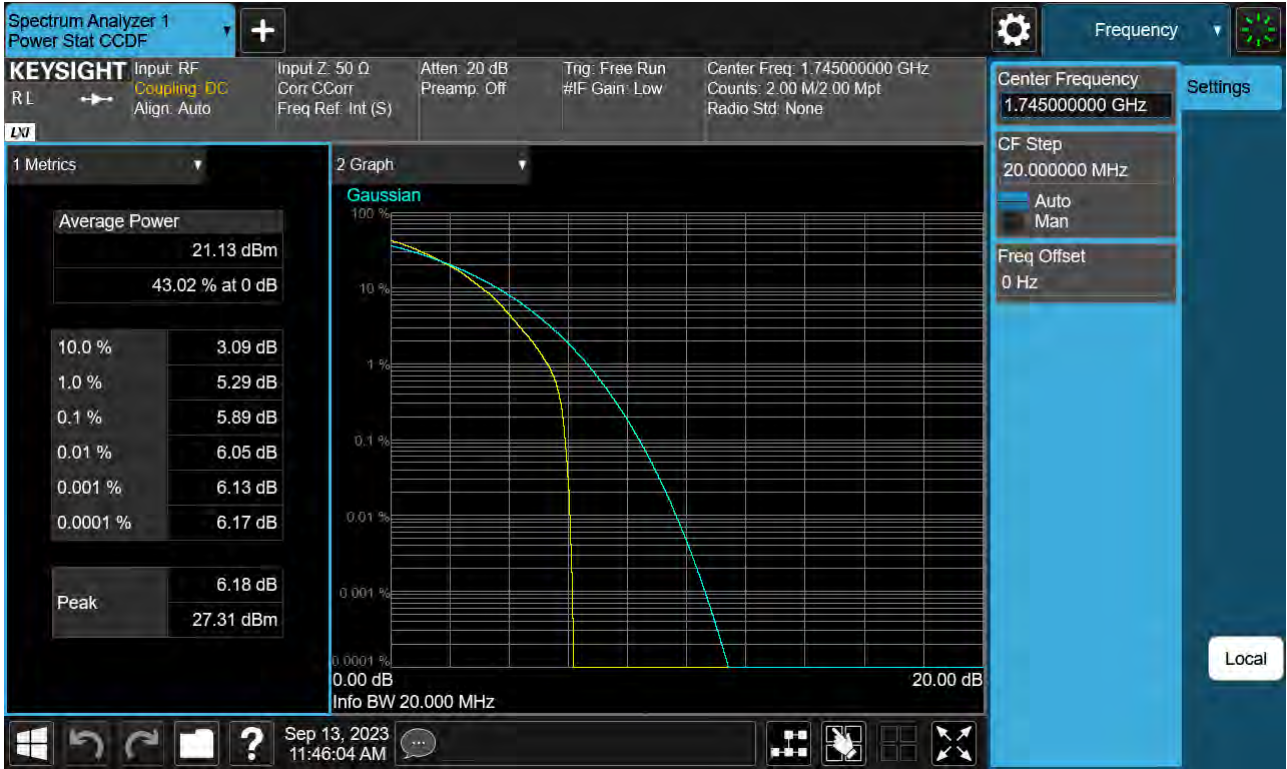 Spectrum Analyzer 1
Power Stat CCDF
Frequency
KEYSIGHT
RL
LXI
Input: RF
Coupling: DC
Align: Auto
Input Z: 50 Ω
Corr CCorr
Freq Ref: Int (S)
Atten: 20 dB
Preamp: Off
Trig: Free Run
#IF Gain: Low
Center Freq: 1.745000000 GHz
Counts: 2.00 M/2.00 Mpt
Radio Std: None
Center Frequency
1.745000000 GHz
Settings
CF Step
20.000000 MHz
Auto
Man
Freq Offset
0 Hz
1 Metrics
Average Power
21.13 dBm
43.02 % at 0 dB
10.0 % 3.09 dB
1.0 % 5.29 dB
0.1 % 5.89 dB
0.01 % 6.05 dB
0.001 % 6.13 dB
0.0001 % 6.17 dB
Peak
6.18 dB
27.31 dBm
2 Graph
Gaussian
100 %
10 %
1 %
0.1 %
0.01 %
0.001 %
0.0001 %
0.00 dB 20.00 dB
Info BW 20.000 MHz
Local
?
Sep 13, 2023
11:46:04 AM